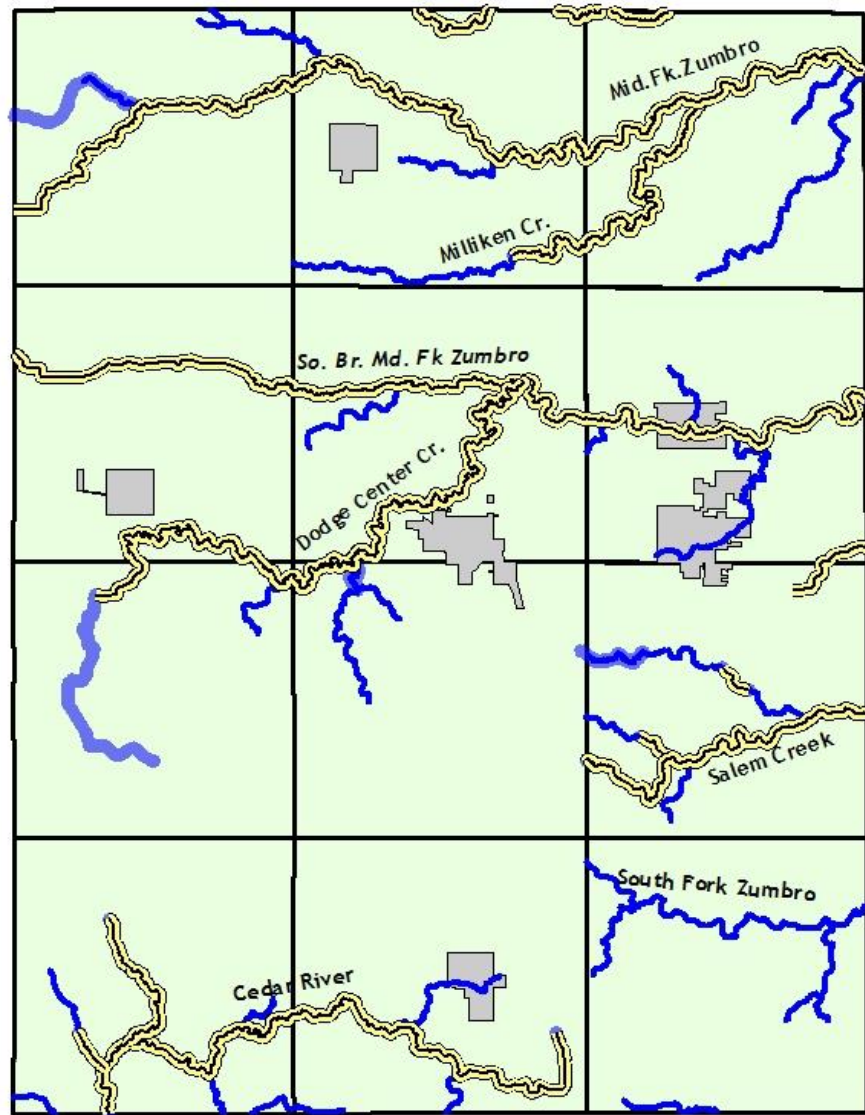 Mid.Fk.Zumbro
Milliken Cr.
So. Br. Md. Fk Zumbro
Dodge Center Cr.
Salem Creek
South Fork Zumbro
Cedar River